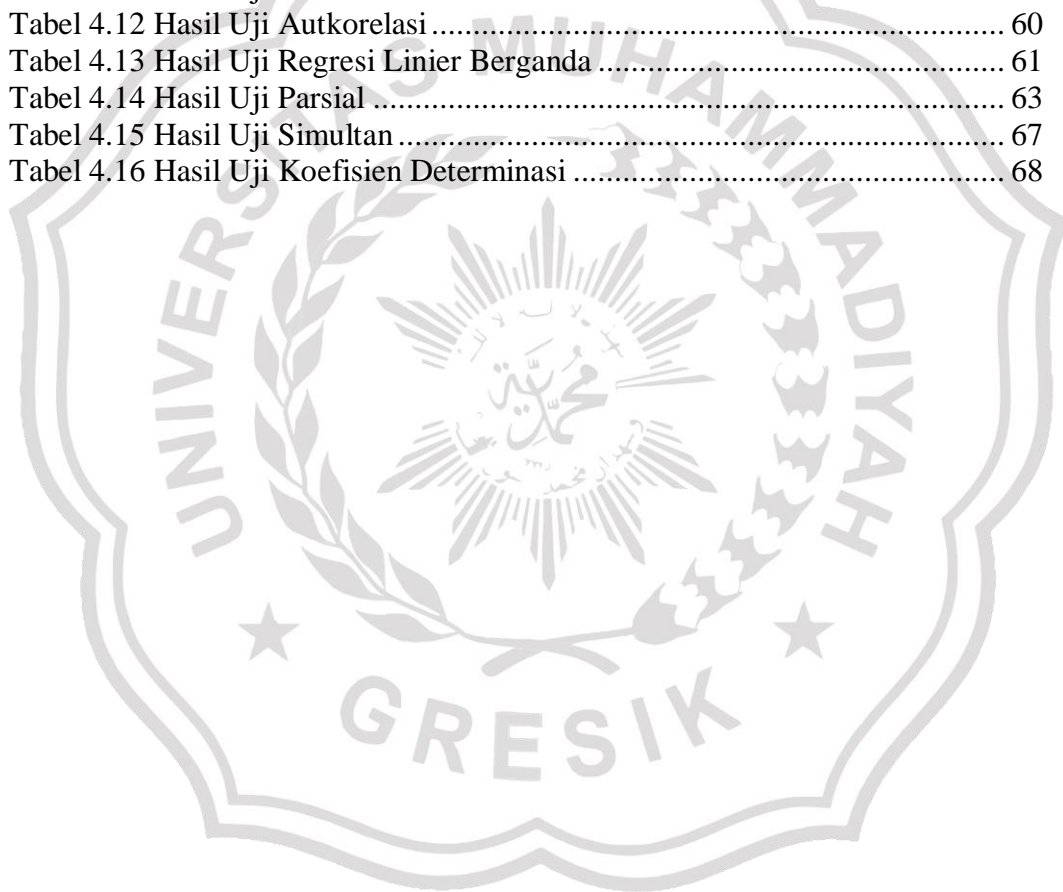 Tabel 4.12 Hasil Uji Autkorelasi ........................................................................ 60
Tabel 4.13 Hasil Uji Regresi Linier Berganda ................................................... 61
Tabel 4.14 Hasil Uji Parsial ............................................................................... 63
Tabel 4.15 Hasil Uji Simultan ............................................................................ 67
Tabel 4.16 Hasil Uji Koefisien Determinasi ...................................................... 68
UNIVERSITAS MUHAMMADIYAH
محمد
GRESIK